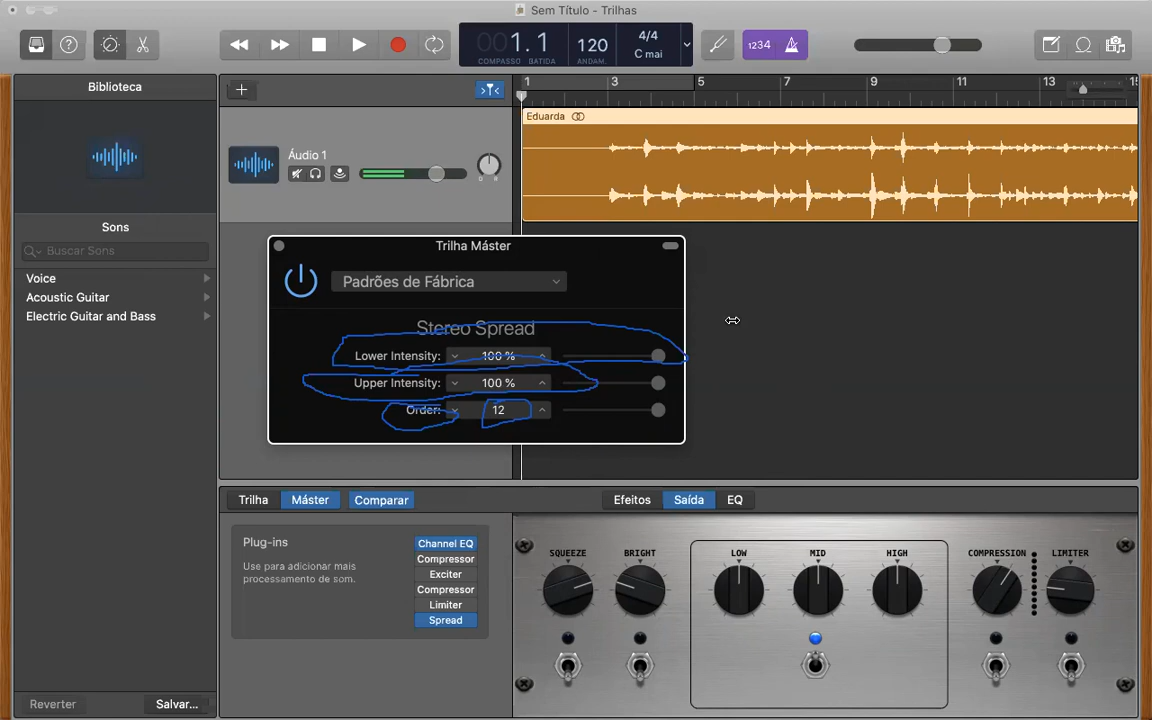 Sem Título - Trilhas
001.1
COMPASSO BATIDA
120
ANDAM.
4/4
C mai
1234
Biblioteca
1 3 5 7 9 11 13 15
Eduarda
Áudio 1
Sons
Buscar Sons
Voice
Acoustic Guitar
Electric Guitar and Bass
Trilha Máster
Padrões de Fábrica
Stereo Spread
Lower Intensity: 100 %
Upper Intensity: 100 %
Order: 12
Trilha Máster Comparar
Efeitos Saída EQ
Plug-ins
Use para adicionar mais
processamento de som.
Channel EQ
Compressor
Exciter
Compressor
Limiter
Spread
SQUEEZE BRIGHT LOW MID HIGH COMPRESSION LIMITER
Reverter Salvar...